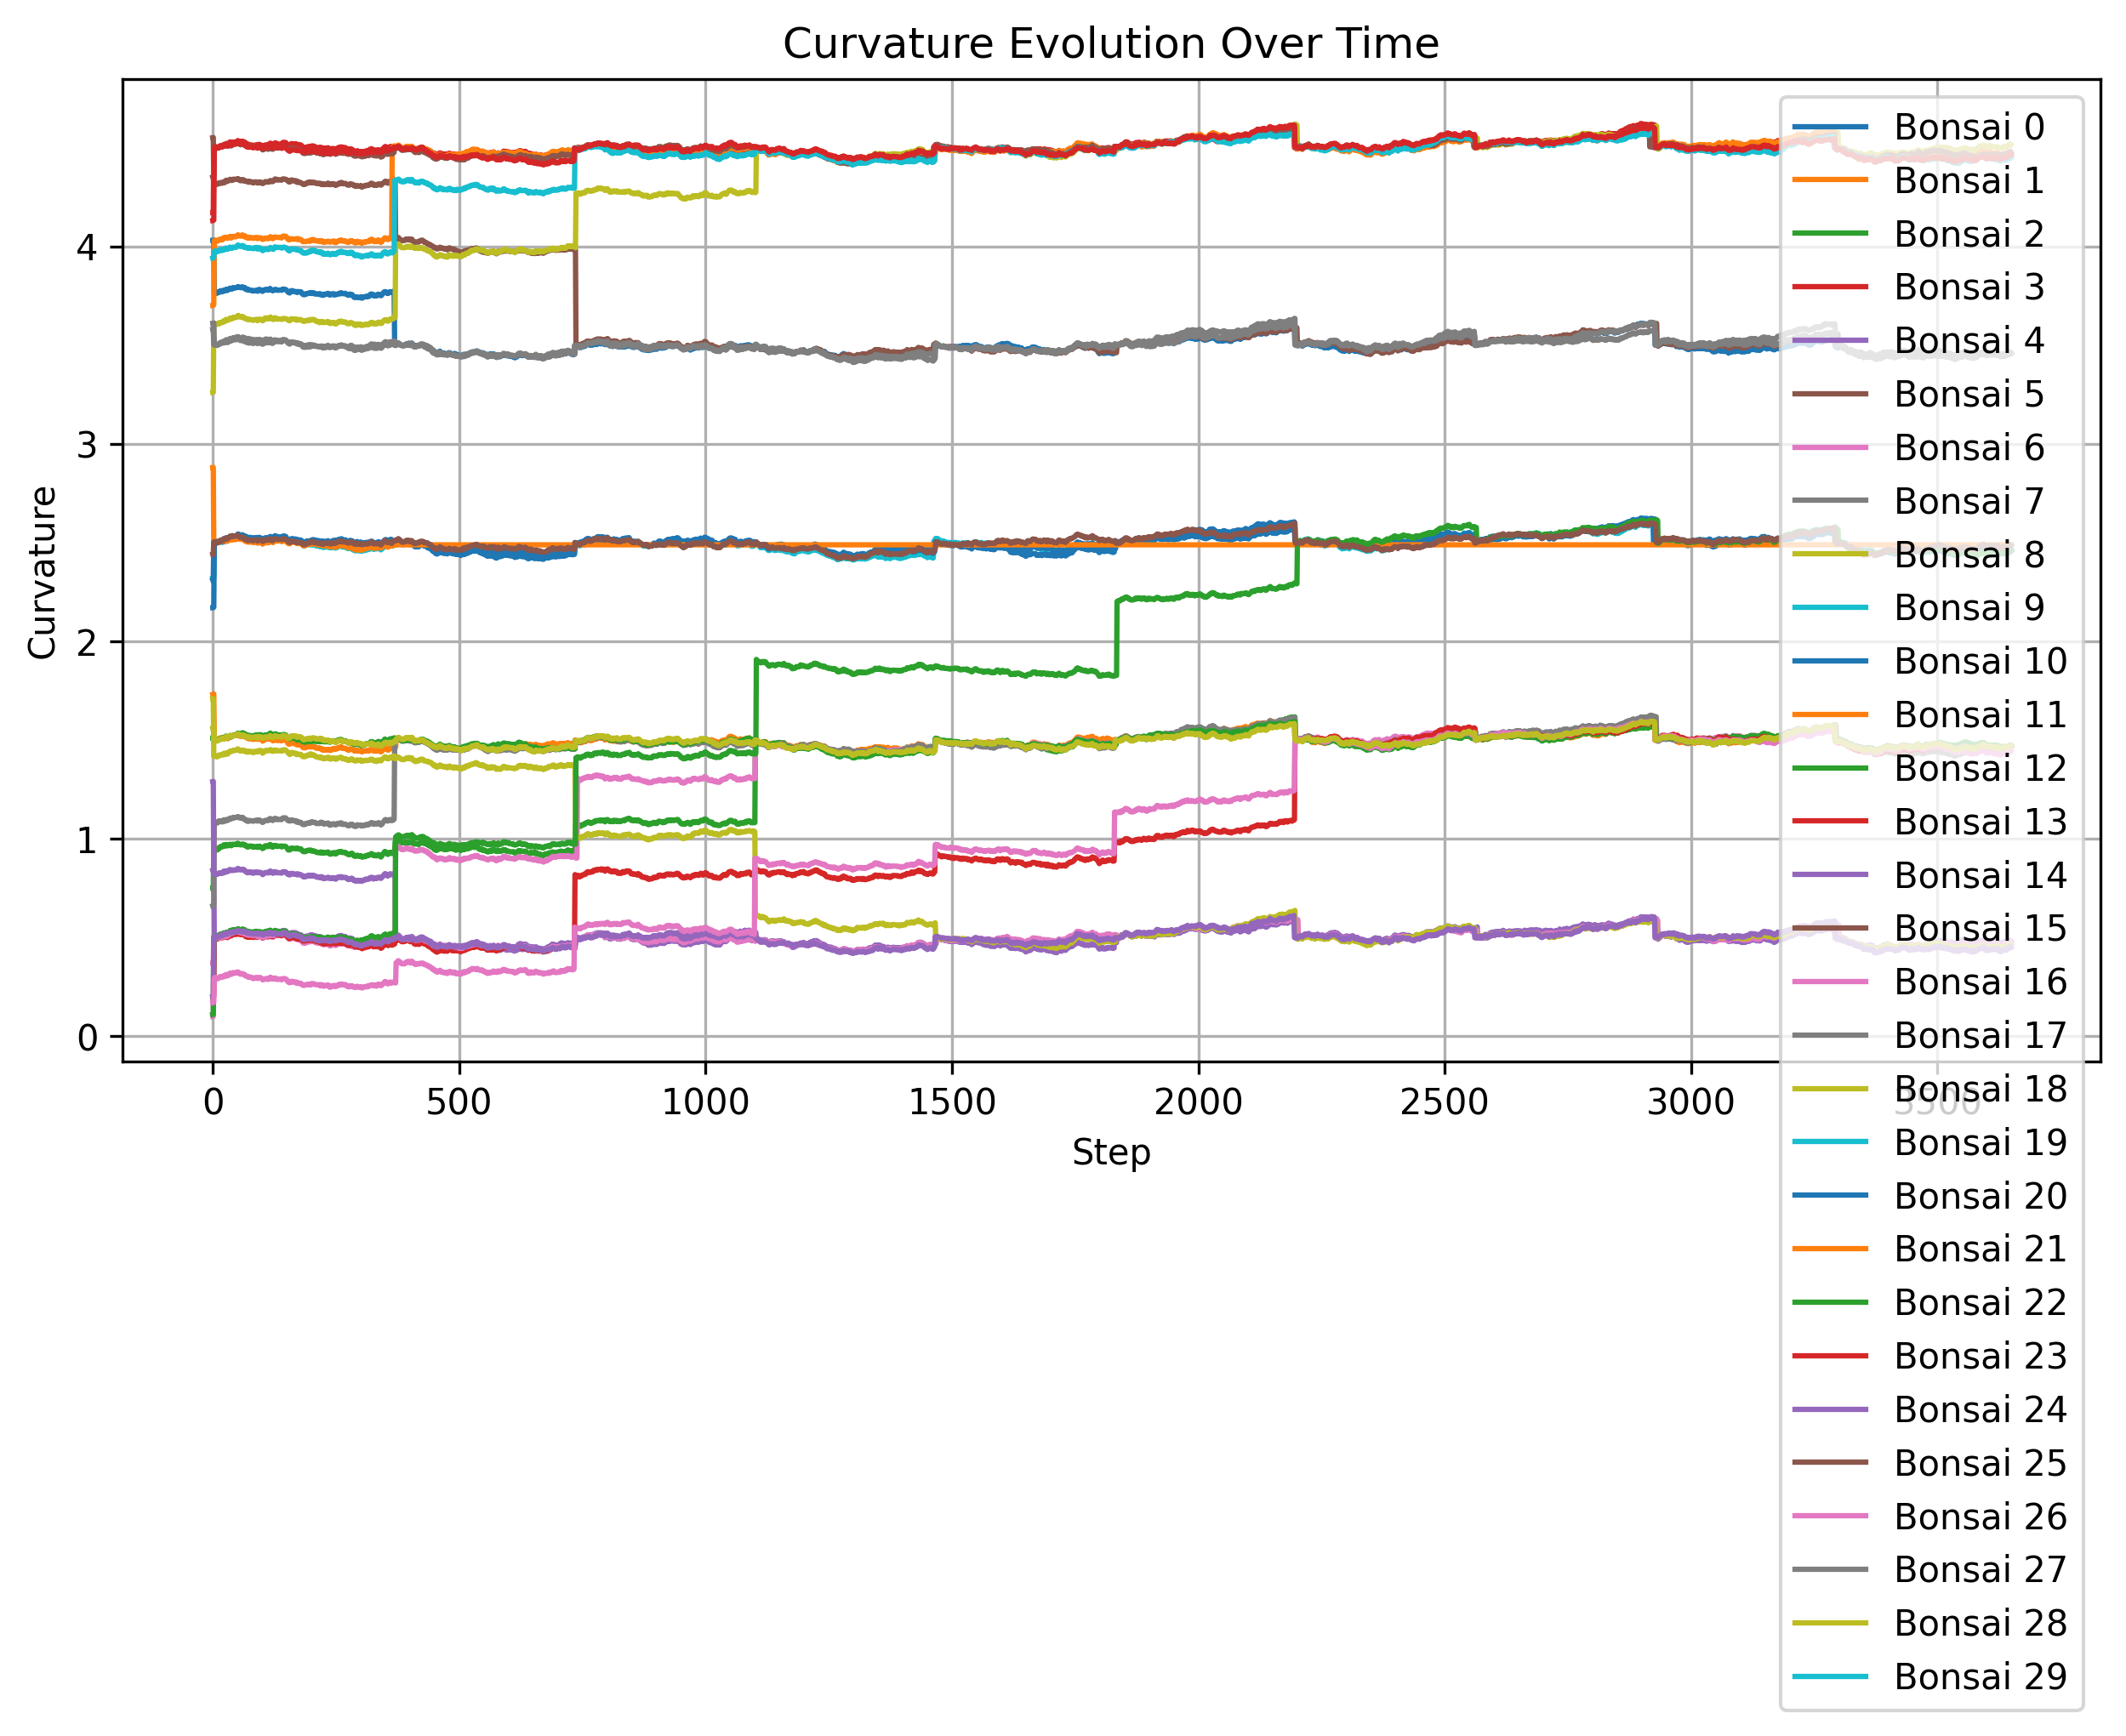 Curvature Evolution Over Time
Curvature
4
3
2
1
0
0 500 1000 1500 2000 2500 3000 3500
Step
Bonsai 0
Bonsai 1
Bonsai 2
Bonsai 3
Bonsai 4
Bonsai 5
Bonsai 6
Bonsai 7
Bonsai 8
Bonsai 9
Bonsai 10
Bonsai 11
Bonsai 12
Bonsai 13
Bonsai 14
Bonsai 15
Bonsai 16
Bonsai 17
Bonsai 18
Bonsai 19
Bonsai 20
Bonsai 21
Bonsai 22
Bonsai 23
Bonsai 24
Bonsai 25
Bonsai 26
Bonsai 27
Bonsai 28
Bonsai 29